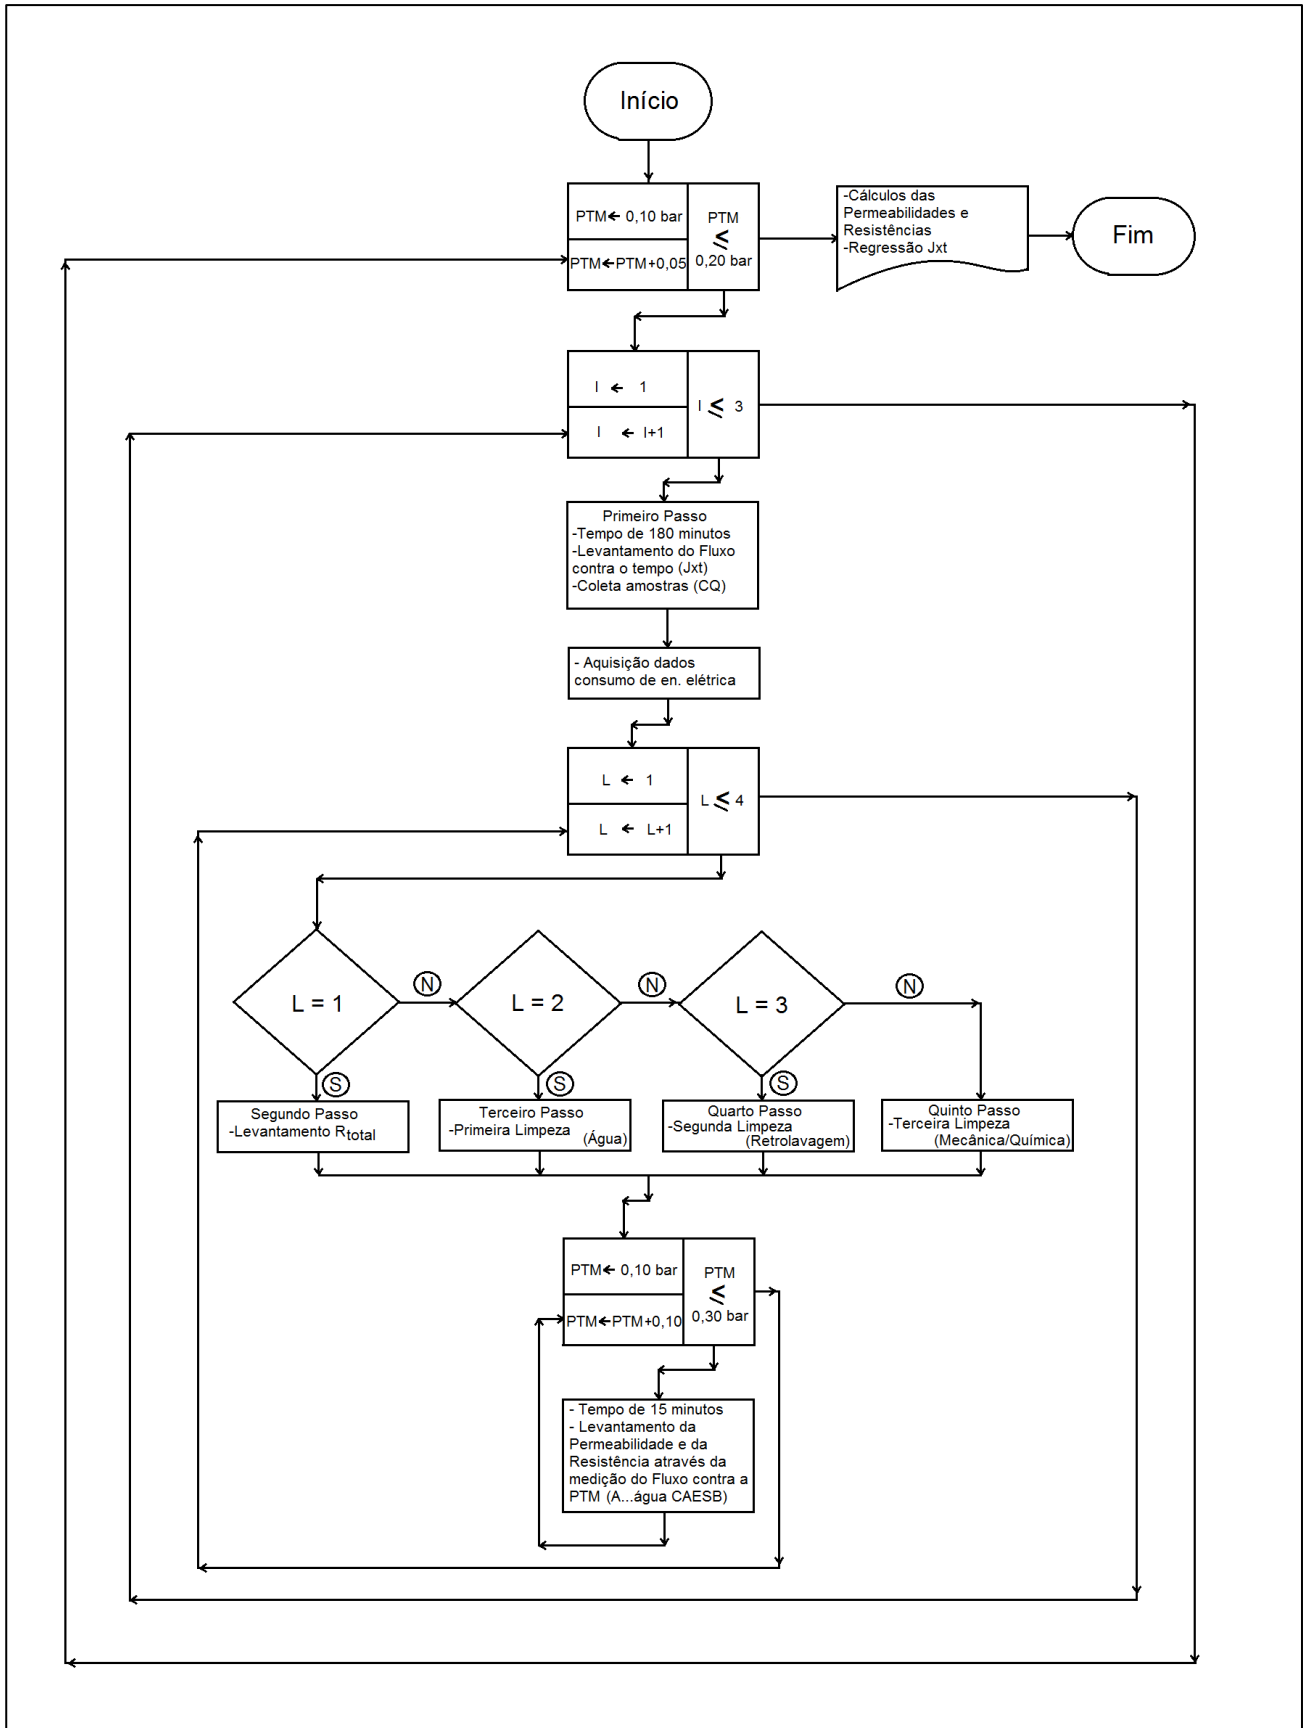 Início
PTM← 0,10 bar
PTM←PTM+0,05
PTM
≤
0,20 bar
-Cálculos das
Permeabilidades e
Resistências
-Regressão Jxt
Fim
I ← 1
I ← I+1
I ≤ 3
Primeiro Passo
-Tempo de 180 minutos
-Levantamento do Fluxo
contra o tempo (Jxt)
-Coleta amostras (CQ)
- Aquisição dados
consumo de en. elétrica
L ← 1
L ← L+1
L ≤ 4
L = 1
N
L = 2
N
L = 3
N
S
S
S
Segundo Passo
-Levantamento Rtotal
Terceiro Passo
-Primeira Limpeza
(Água)
Quarto Passo
-Segunda Limpeza
(Retrolavagem)
Quinto Passo
-Terceira Limpeza
(Mecânica/Química)
PTM← 0,10 bar
PTM←PTM+0,10
PTM
≤
0,30 bar
- Tempo de 15 minutos
- Levantamento da
Permeabilidade e da
Resistência através da
medição do Fluxo contra a
PTM (A...água CAESB)